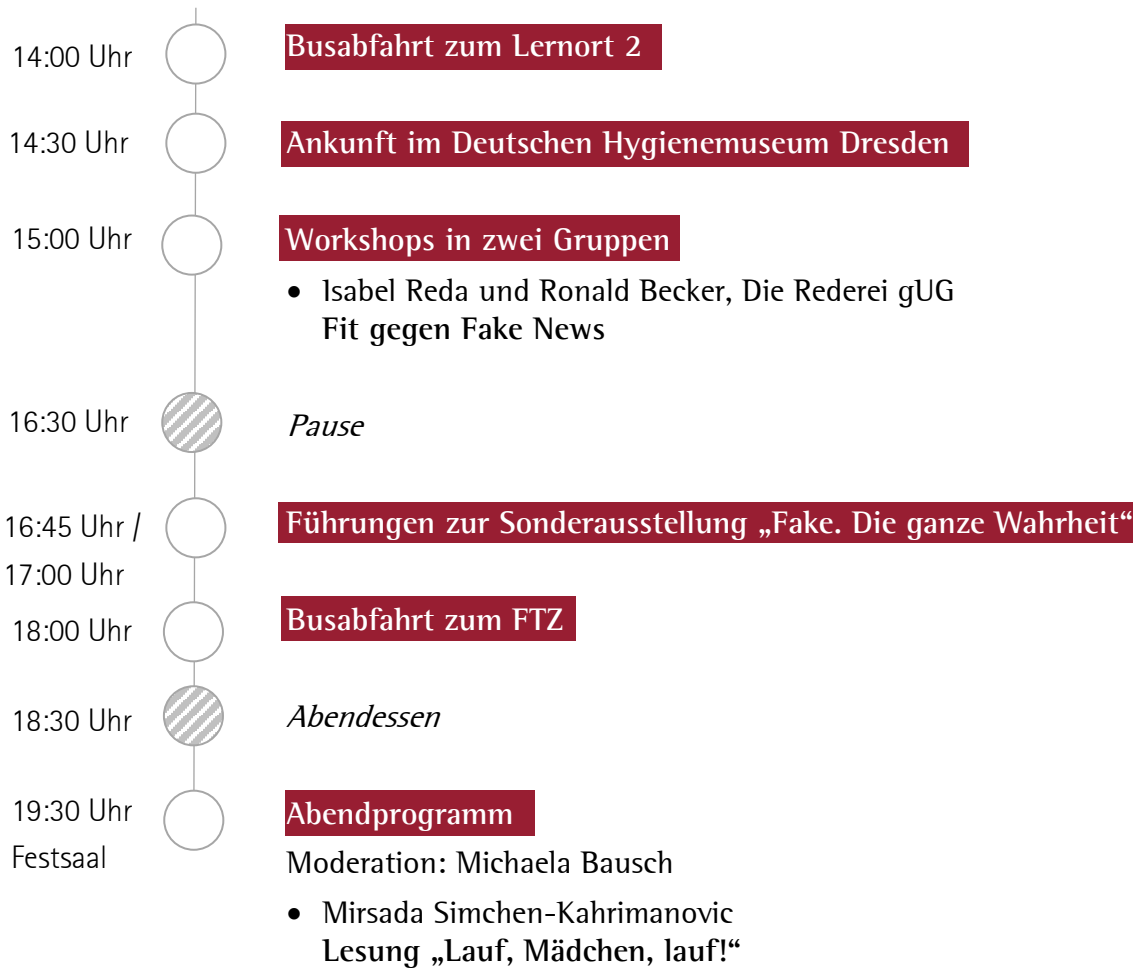 14:00 Uhr Busabfahrt zum Lernort 2
14:30 Uhr Ankunft im Deutschen Hygienemuseum Dresden
15:00 Uhr Workshops in zwei Gruppen
• Isabel Reda und Ronald Becker, Die Rederei gUG
Fit gegen Fake News
16:30 Uhr Pause
16:45 Uhr / Führungen zur Sonderausstellung „Fake. Die ganze Wahrheit“
17:00 Uhr
18:00 Uhr Busabfahrt zum FTZ
18:30 Uhr Abendessen
19:30 Uhr Abendprogramm
Festsaal Moderation: Michaela Bausch
• Mirsada Simchen-Kahrimanovic
Lesung „Lauf, Mädchen, lauf!“